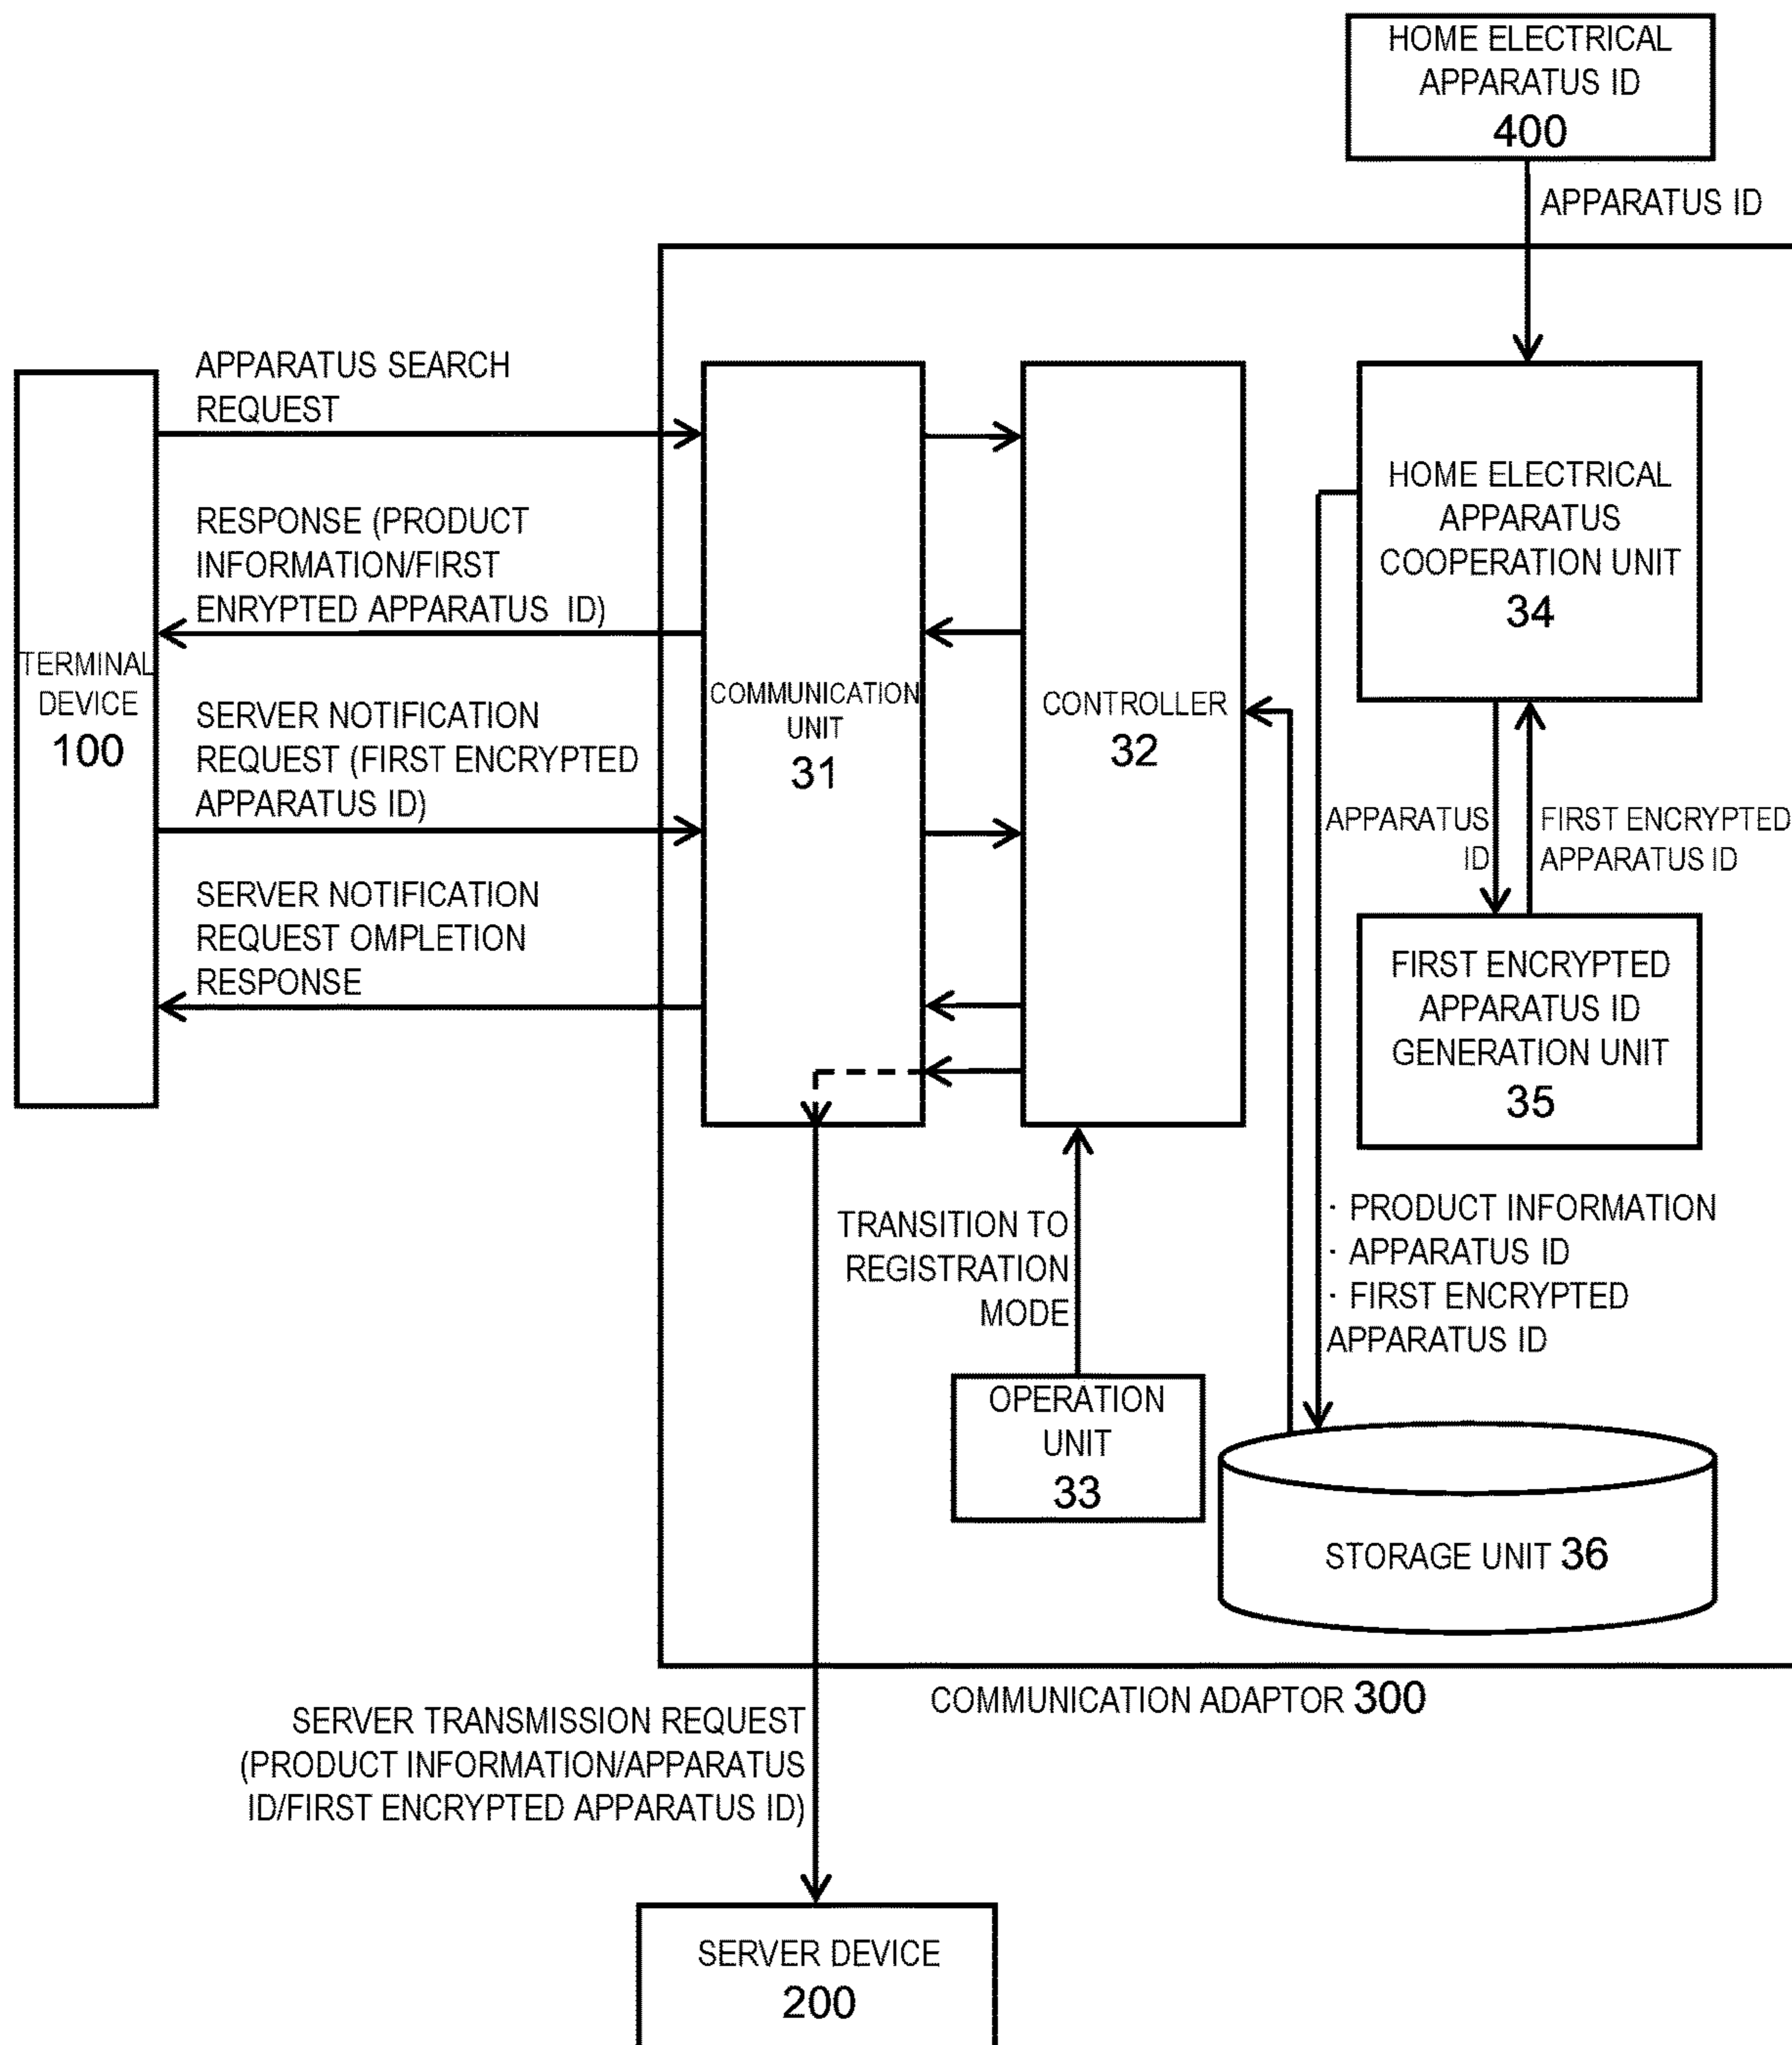 HOME ELECTRICAL
APPARATUS ID
400
APPARATUS ID
APPARATUS SEARCH
REQUEST
RESPONSE (PRODUCT
INFORMATION/FIRST
ENRYPTED APPARATUS ID)
SERVER NOTIFICATION
REQUEST (FIRST ENCRYPTED
APPARATUS ID)
SERVER NOTIFICATION
REQUEST OMPLETION
RESPONSE
TERMINAL
DEVICE
100
COMMUNICATION
UNIT
31
CONTROLLER
32
HOME ELECTRICAL
APPARATUS
COOPERATION UNIT
34
APPARATUS
ID
FIRST ENCRYPTED
APPARATUS ID
FIRST ENCRYPTED
APPARATUS ID
GENERATION UNIT
35
TRANSITION TO
REGISTRATION
MODE
· PRODUCT INFORMATION
· APPARATUS ID
· FIRST ENCRYPTED
APPARATUS ID
OPERATION
UNIT
33
STORAGE UNIT 36
COMMUNICATION ADAPTOR 300
SERVER TRANSMISSION REQUEST
(PRODUCT INFORMATION/APPARATUS
ID/FIRST ENCRYPTED APPARATUS ID)
SERVER DEVICE
200